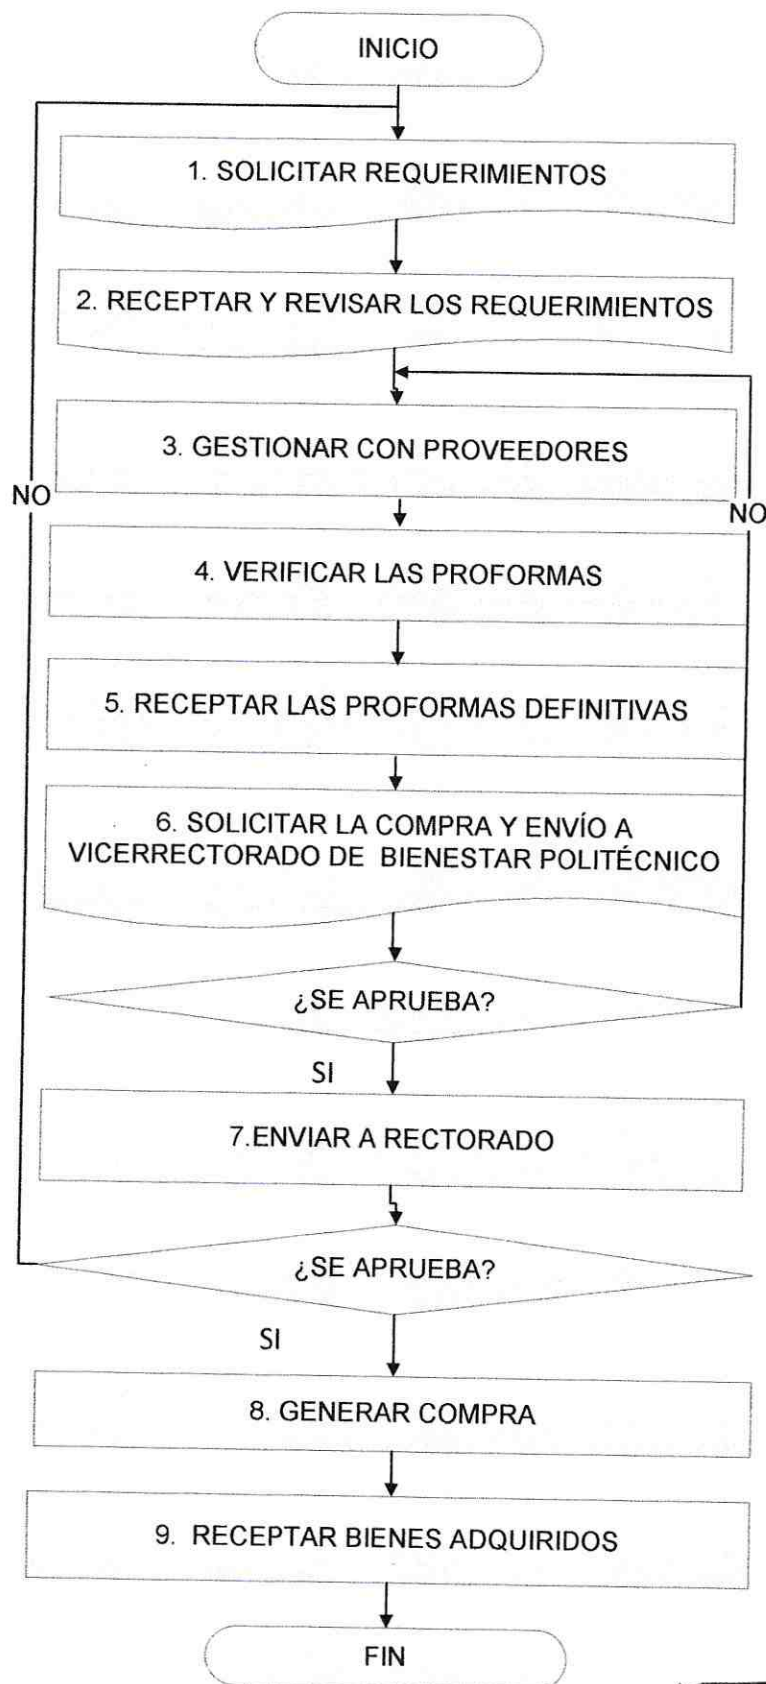 INICIO
1. SOLICITAR REQUERIMIENTOS
2. RECEPTAR Y REVISAR LOS REQUERIMIENTOS
3. GESTIONAR CON PROVEEDORES
NO
NO
4. VERIFICAR LAS PROFORMAS
5. RECEPTAR LAS PROFORMAS DEFINITIVAS
6. SOLICITAR LA COMPRA Y ENVÍO A
VICERRECTORADO DE BIENESTAR POLITÉCNICO
¿SE APRUEBA?
SI
7.ENVIAR A RECTORADO
¿SE APRUEBA?
SI
8. GENERAR COMPRA
9. RECEPTAR BIENES ADQUIRIDOS
FIN